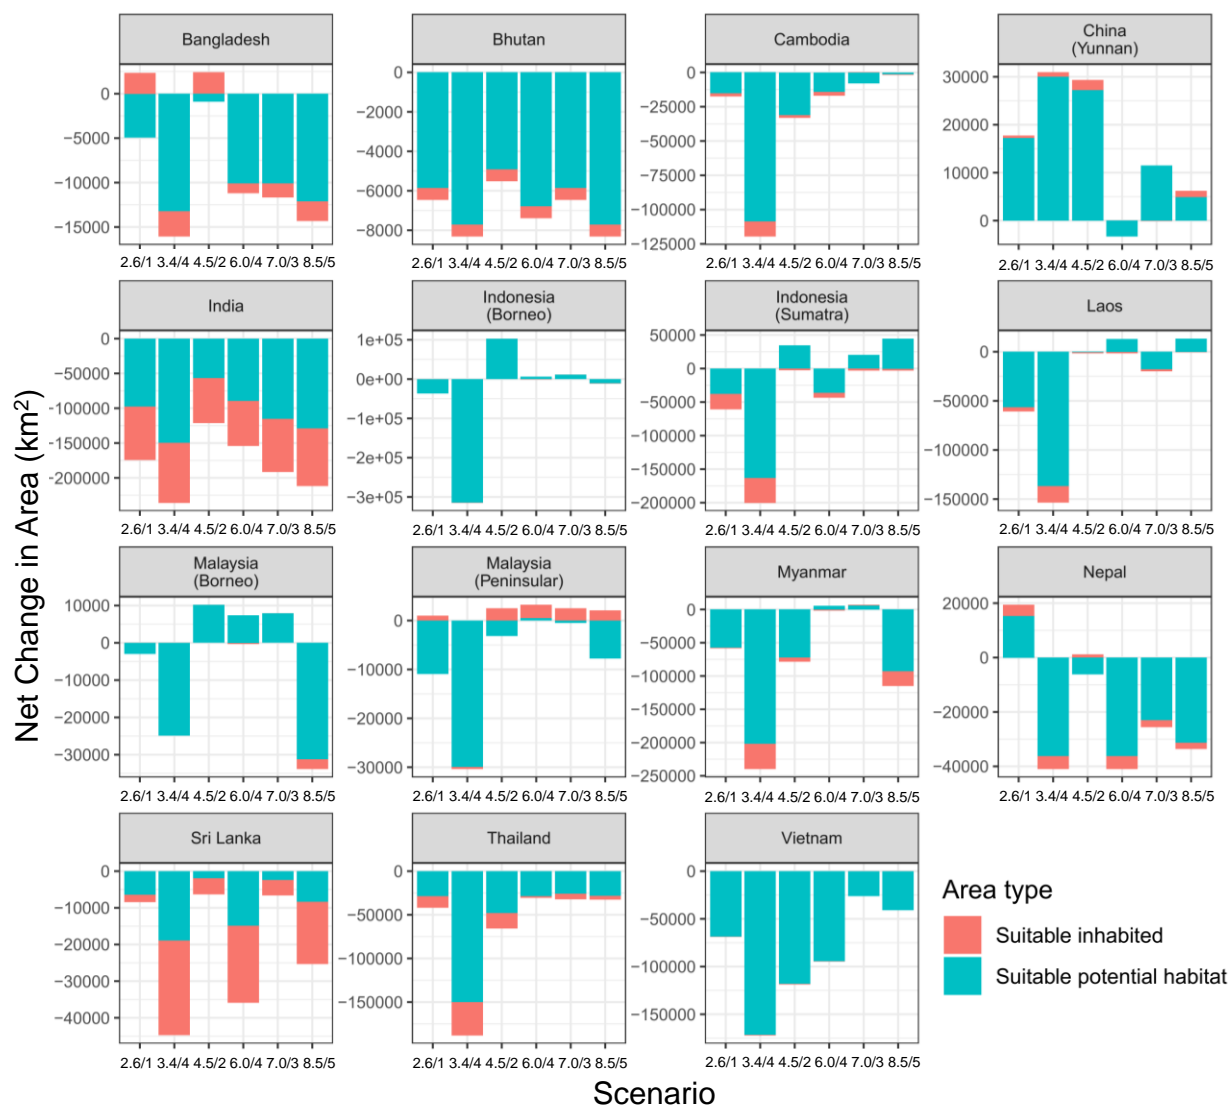 Net Change in Area (km²)
Bangladesh
0
−5000
−10000
−15000
2.6/1 3.4/4 4.5/2 6.0/4 7.0/3 8.5/5
Bhutan
0
−2000
−4000
−6000
−8000
2.6/1 3.4/4 4.5/2 6.0/4 7.0/3 8.5/5
Cambodia
0
−25000
−50000
−75000
−100000
−125000
2.6/1 3.4/4 4.5/2 6.0/4 7.0/3 8.5/5
China
(Yunnan)
30000
20000
10000
0
2.6/1 3.4/4 4.5/2 6.0/4 7.0/3 8.5/5
India
0
−50000
−100000
−150000
−200000
2.6/1 3.4/4 4.5/2 6.0/4 7.0/3 8.5/5
Indonesia
(Borneo)
1e+05
0e+00
−1e+05
−2e+05
−3e+05
2.6/1 3.4/4 4.5/2 6.0/4 7.0/3 8.5/5
Indonesia
(Sumatra)
50000
0
−50000
−100000
−150000
−200000
2.6/1 3.4/4 4.5/2 6.0/4 7.0/3 8.5/5
Laos
0
−50000
−100000
−150000
2.6/1 3.4/4 4.5/2 6.0/4 7.0/3 8.5/5
Malaysia
(Borneo)
10000
0
−10000
−20000
−30000
2.6/1 3.4/4 4.5/2 6.0/4 7.0/3 8.5/5
Malaysia
(Peninsular)
0
−10000
−20000
−30000
2.6/1 3.4/4 4.5/2 6.0/4 7.0/3 8.5/5
Myanmar
0
−50000
−100000
−150000
−200000
−250000
2.6/1 3.4/4 4.5/2 6.0/4 7.0/3 8.5/5
Nepal
20000
0
−20000
−40000
2.6/1 3.4/4 4.5/2 6.0/4 7.0/3 8.5/5
Sri Lanka
0
−10000
−20000
−30000
−40000
2.6/1 3.4/4 4.5/2 6.0/4 7.0/3 8.5/5
Thailand
0
−50000
−100000
−150000
2.6/1 3.4/4 4.5/2 6.0/4 7.0/3 8.5/5
Vietnam
0
−50000
−100000
−150000
2.6/1 3.4/4 4.5/2 6.0/4 7.0/3 8.5/5
Area type
Suitable inhabited
Suitable potential habitat
Scenario